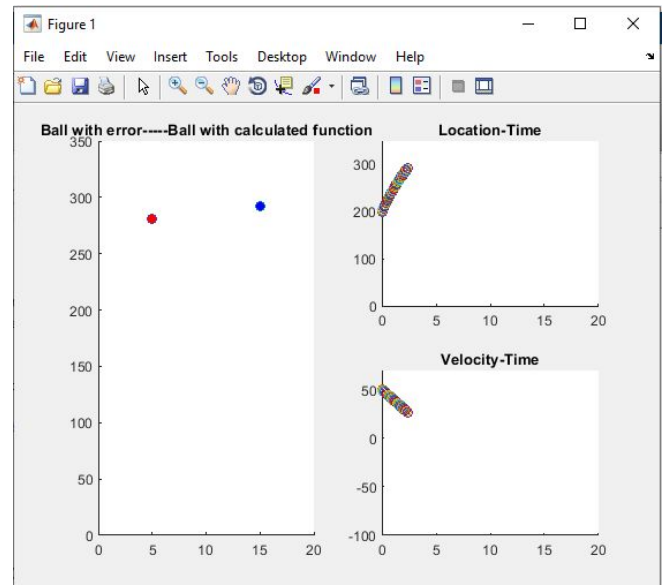 Figure 1
File Edit View Insert Tools Desktop Window Help
Ball with error-----Ball with calculated function
350
300
250
200
150
100
50
0
0 5 10 15 20
Location-Time
300
200
100
0
0 5 10 15 20
Velocity-Time
50
0
-50
-100
0 5 10 15 20